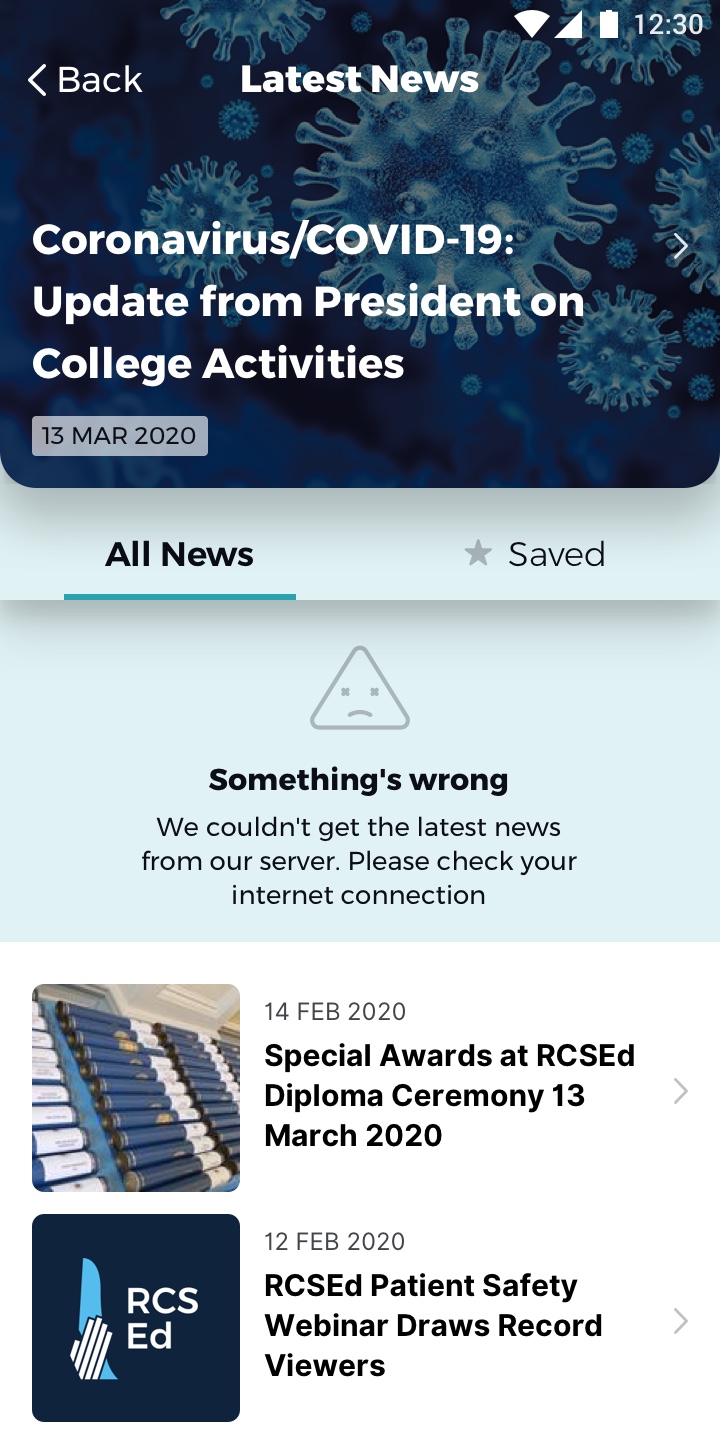 12:30
Back
Latest News
Coronavirus/COVID-19:
Update from President on
College Activities
13 MAR 2020
All News
Saved
Something's wrong
We couldn't get the latest news
from our server. Please check your
internet connection
14 FEB 2020
Special Awards at RCSEd
Diploma Ceremony 13
March 2020
RCS
Ed
12 FEB 2020
RCSEd Patient Safety
Webinar Draws Record
Viewers